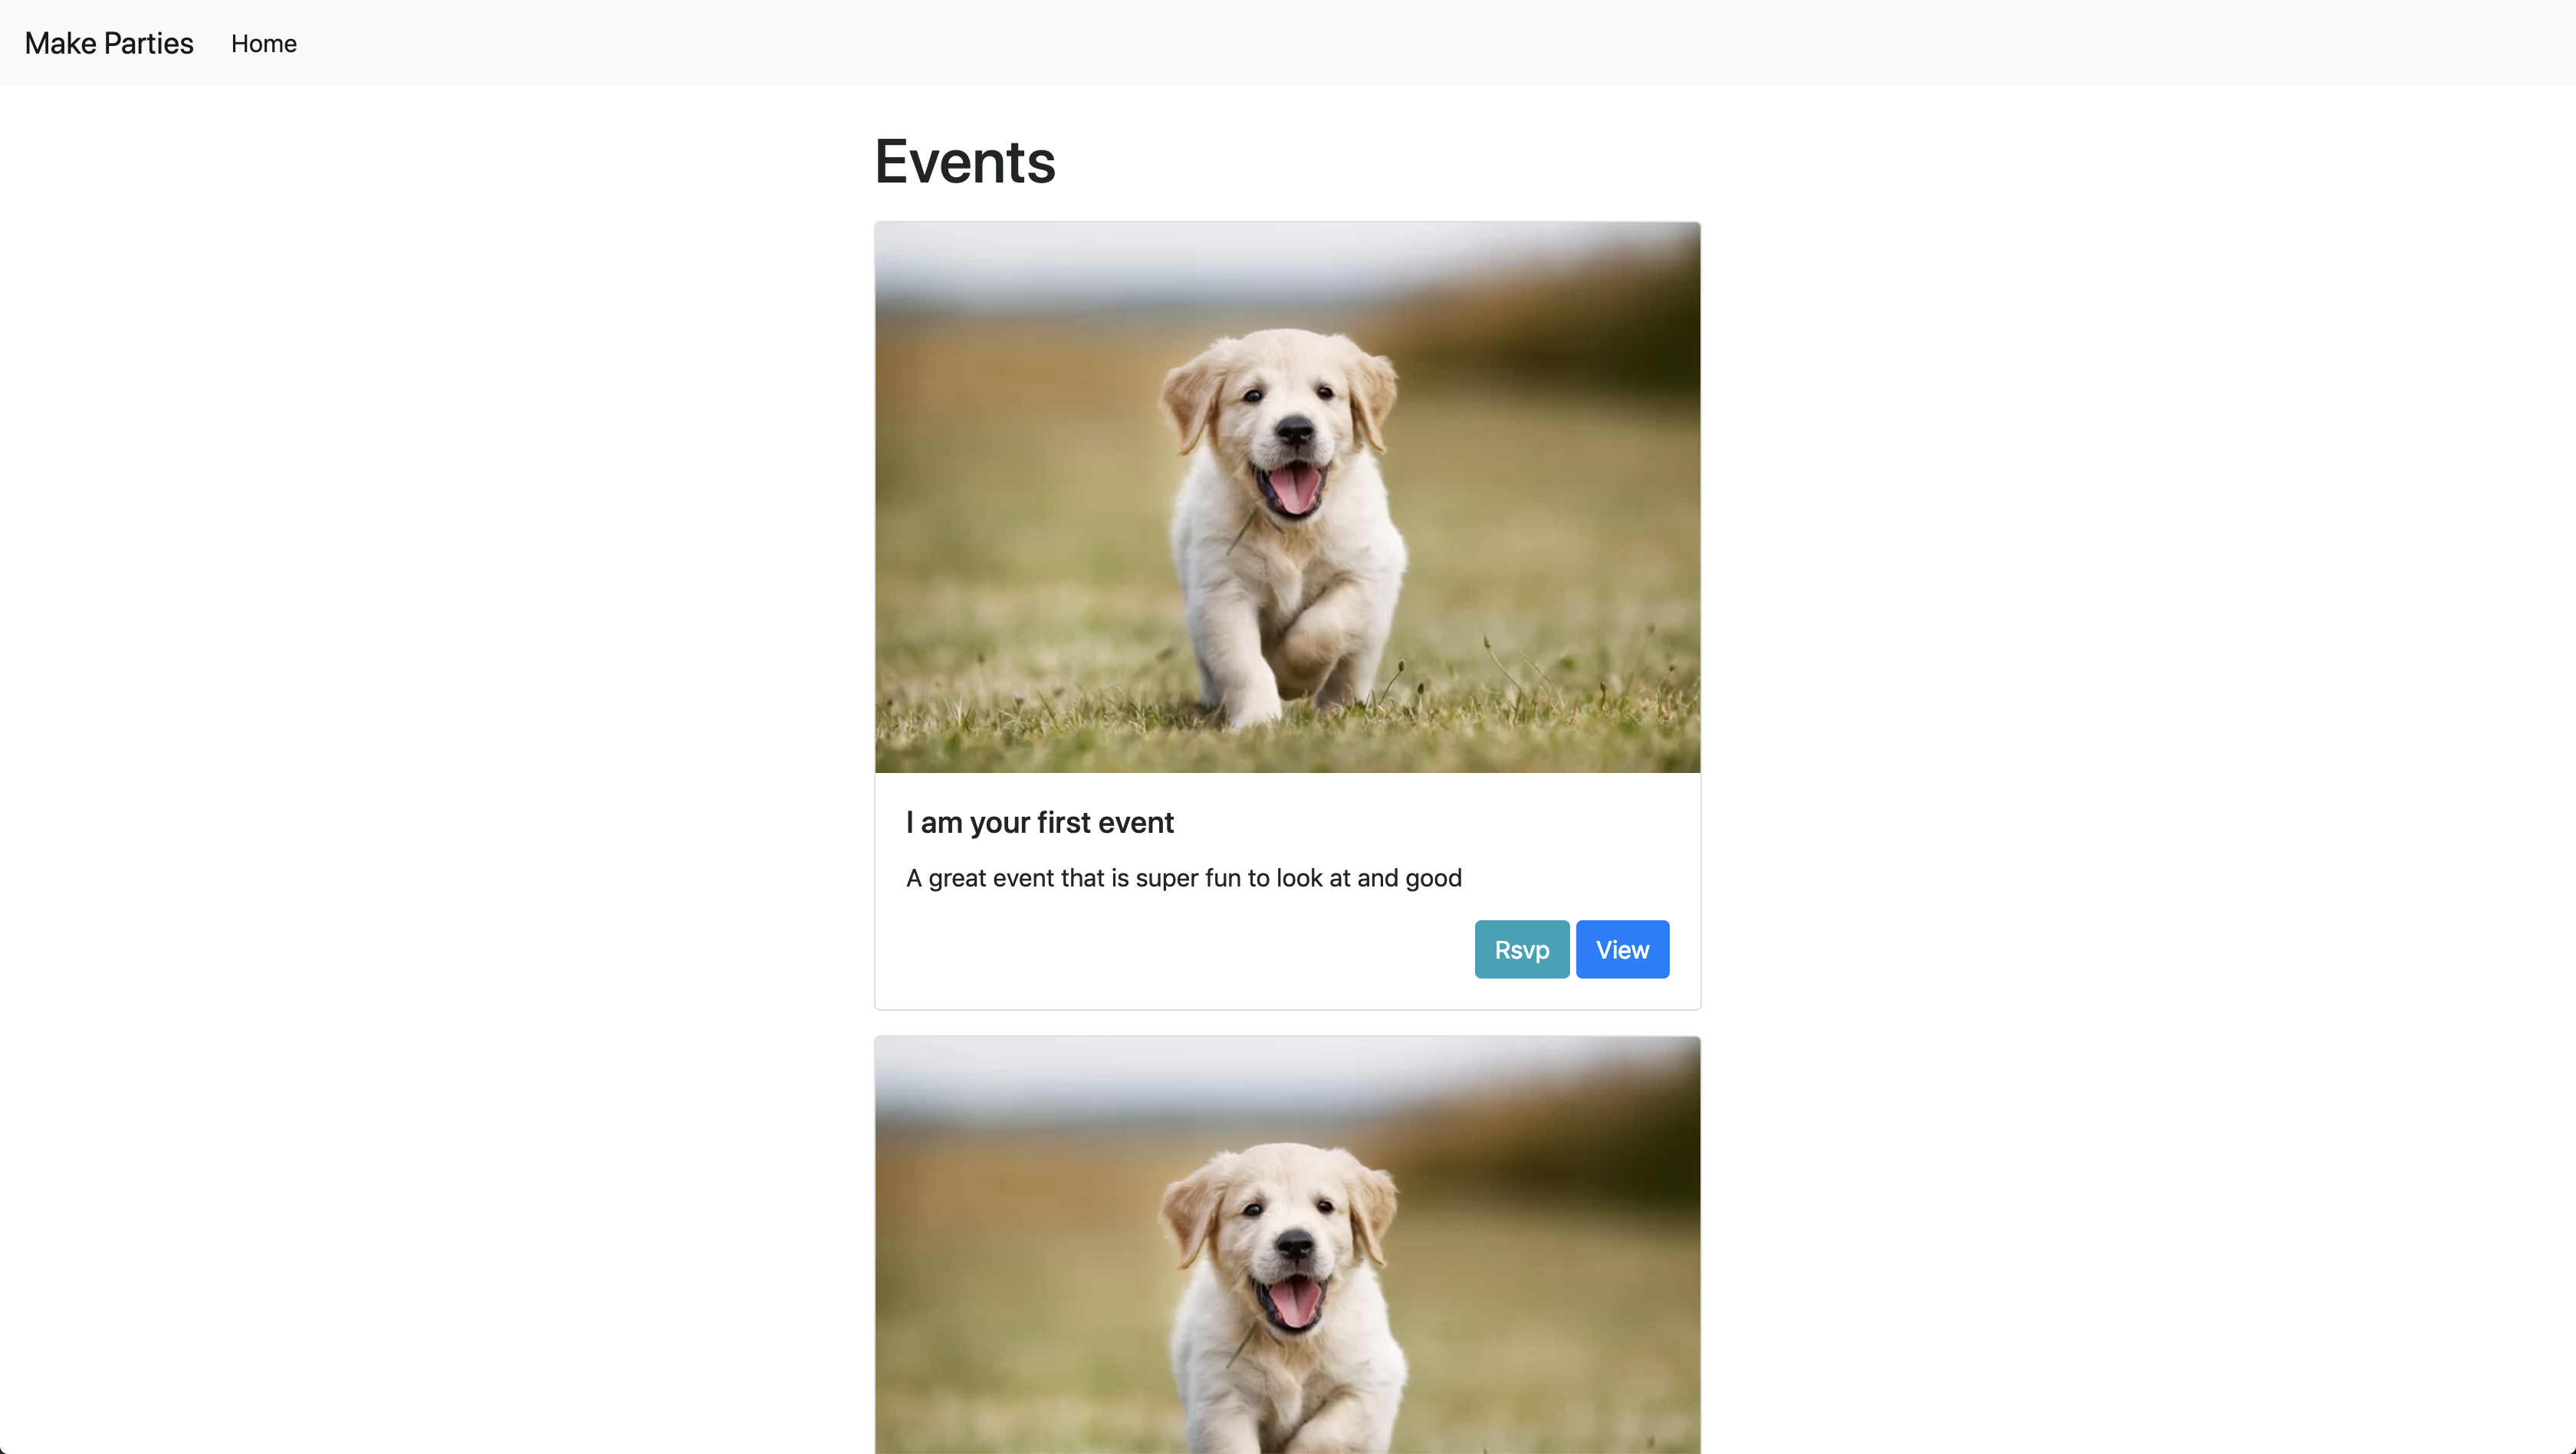 Make Parties Home
Events
I am your first event
A great event that is super fun to look at and good
Rsvp View